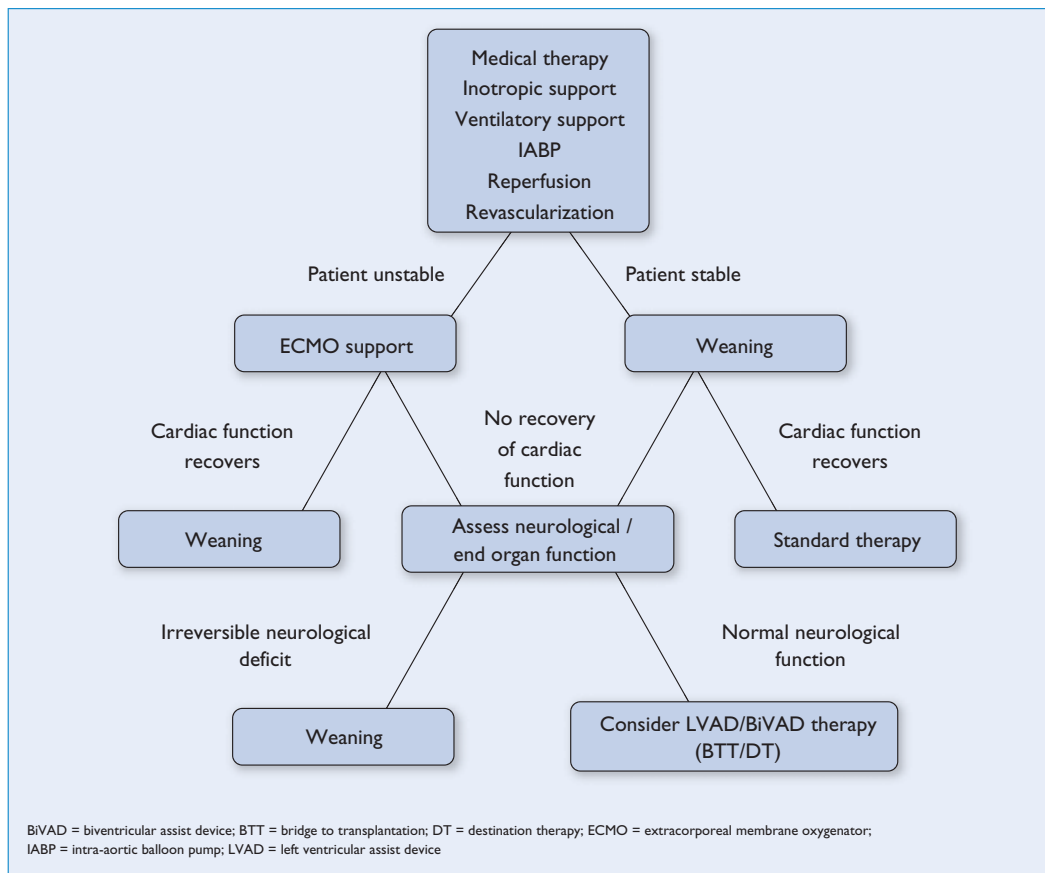 Medical therapy
Inotropic support
Ventilatory support
IABP
Reperfusion
Revascularization
Patient unstable
Patient stable
ECMO support
Weaning
Cardiac function
recovers
No recovery
of cardiac
function
Cardiac function
recovers
Weaning
Assess neurological /
end organ function
Standard therapy
Irreversible neurological
deficit
Normal neurological
function
Weaning
Consider LVAD/BiVAD therapy
(BTT/DT)
BiVAD = biventricular assist device; BTT = bridge to transplantation; DT = destination therapy; ECMO = extracorporeal membrane oxygenator;
IABP = intra-aortic balloon pump; LVAD = left ventricular assist device